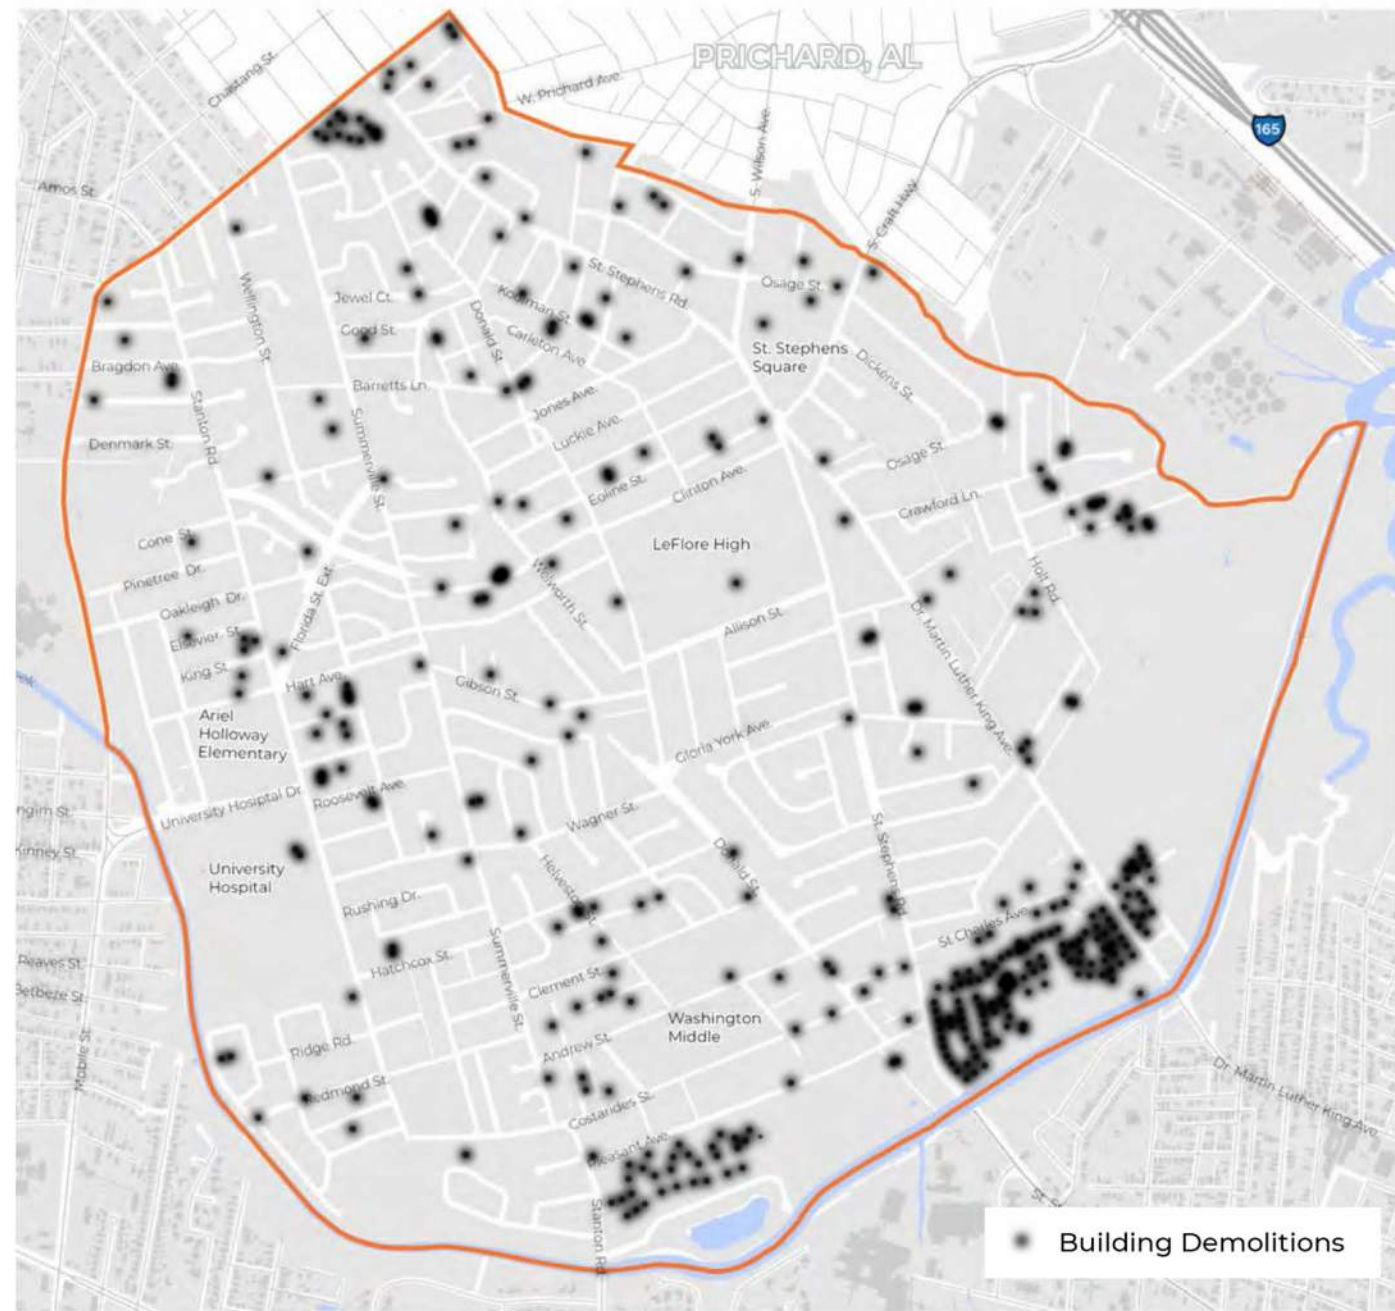 PRICHARD, AL
Chastang St.
W. Prichard Ave.
165
S. Wilson Ave.
Amos St.
S. Craft Hwy
Wellington St.
Jewel Ct.
Kooiman St.
St. Stephens Rd.
Osage St.
Good St.
Donald St.
Carleton Ave
St. Stephens
Square
Dickens St.
Bragdon Ave.
Barretts Ln.
Jones Ave.
Stanton Rd
Summerville St.
Luckie Ave.
Denmark St.
Osage St.
Eoline St.
Clinton Ave.
Crawford Ln.
Cone St.
LeFlore High
Pinetree Dr.
Florida St. Ext.
Welworth St.
Holt Rd.
Oakleigh Dr.
Allison St.
Dr. Martin Luther King Ave.
Elsevior St.
King St.
Hart Ave.
Gibson St.
Ariel
Holloway
Elementary
Gloria York Ave.
University Hosiptal Dr.
Roosevelt Ave.
Wagner St.
St. Stephens Rd
Kinney St.
University
Hospital
Donald St.
Rushing Dr.
St Charles Ave.
Hatchcox St.
Summerville St.
Reaves St.
Clement St.
Betbeze St.
Washington
Middle
Mobile St.
Ridge Rd.
Andrew St.
Redmond St.
Costarides St.
Dr. Martin Luther King Ave.
Pleasant Ave.
Stanton Rd.
Building Demolitions